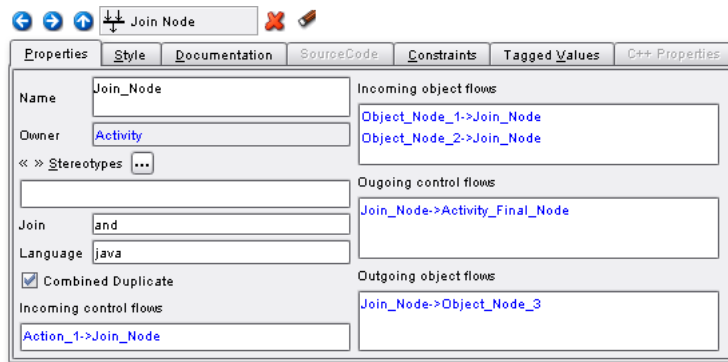 Join Node
Properties Style Documentation SourceCode Constraints Tagged Values C++ Properties
Name Join_Node
Owner Activity
« » Stereotypes ...
Join and
Language java
Combined Duplicate
Incoming control flows
Action_1->Join_Node
Incoming object flows
Object_Node_1->Join_Node
Object_Node_2->Join_Node
Ougoing control flows
Join_Node->Activity_Final_Node
Outgoing object flows
Join_Node->Object_Node_3